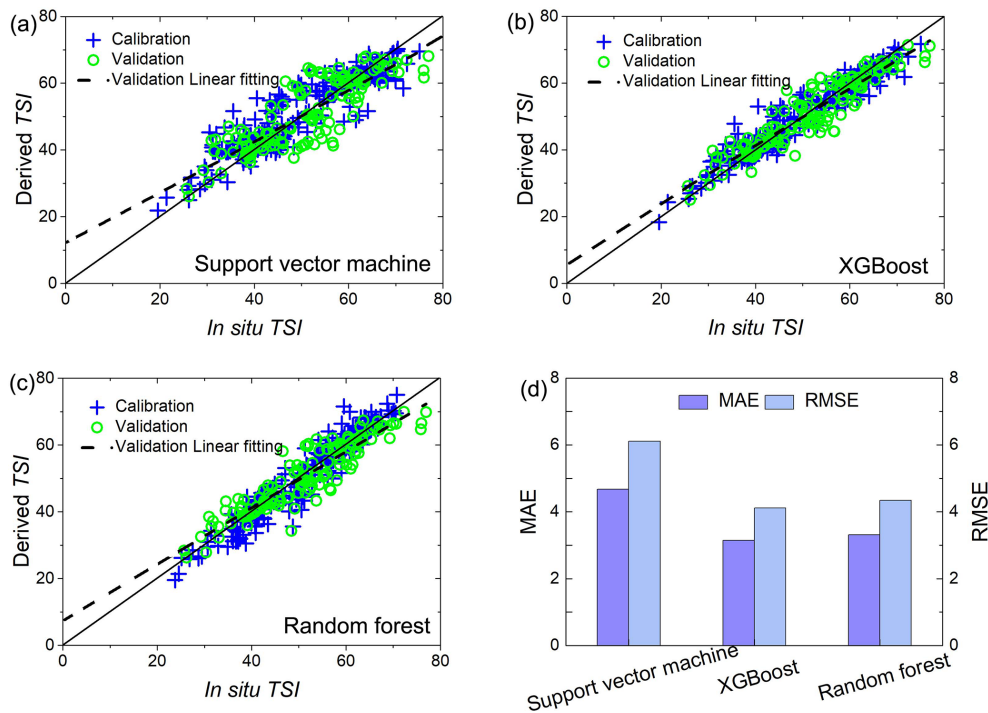 (a)
Calibration
Validation
Validation Linear fitting
80
60
40
20
0
Derived TSI
Support vector machine
0 20 40 60 80
In situ TSI
(b)
Calibration
Validation
Validation Linear fitting
80
60
40
20
0
Derived TSI
XGBoost
0 20 40 60 80
In situ TSI
(c)
Calibration
Validation
Validation Linear fitting
80
60
40
20
0
Derived TSI
Random forest
0 20 40 60 80
In situ TSI
(d)
MAE RMSE
8
6
4
2
0
MAE
8
6
4
2
0
RMSE
Support vector machine
XGBoost
Random forest